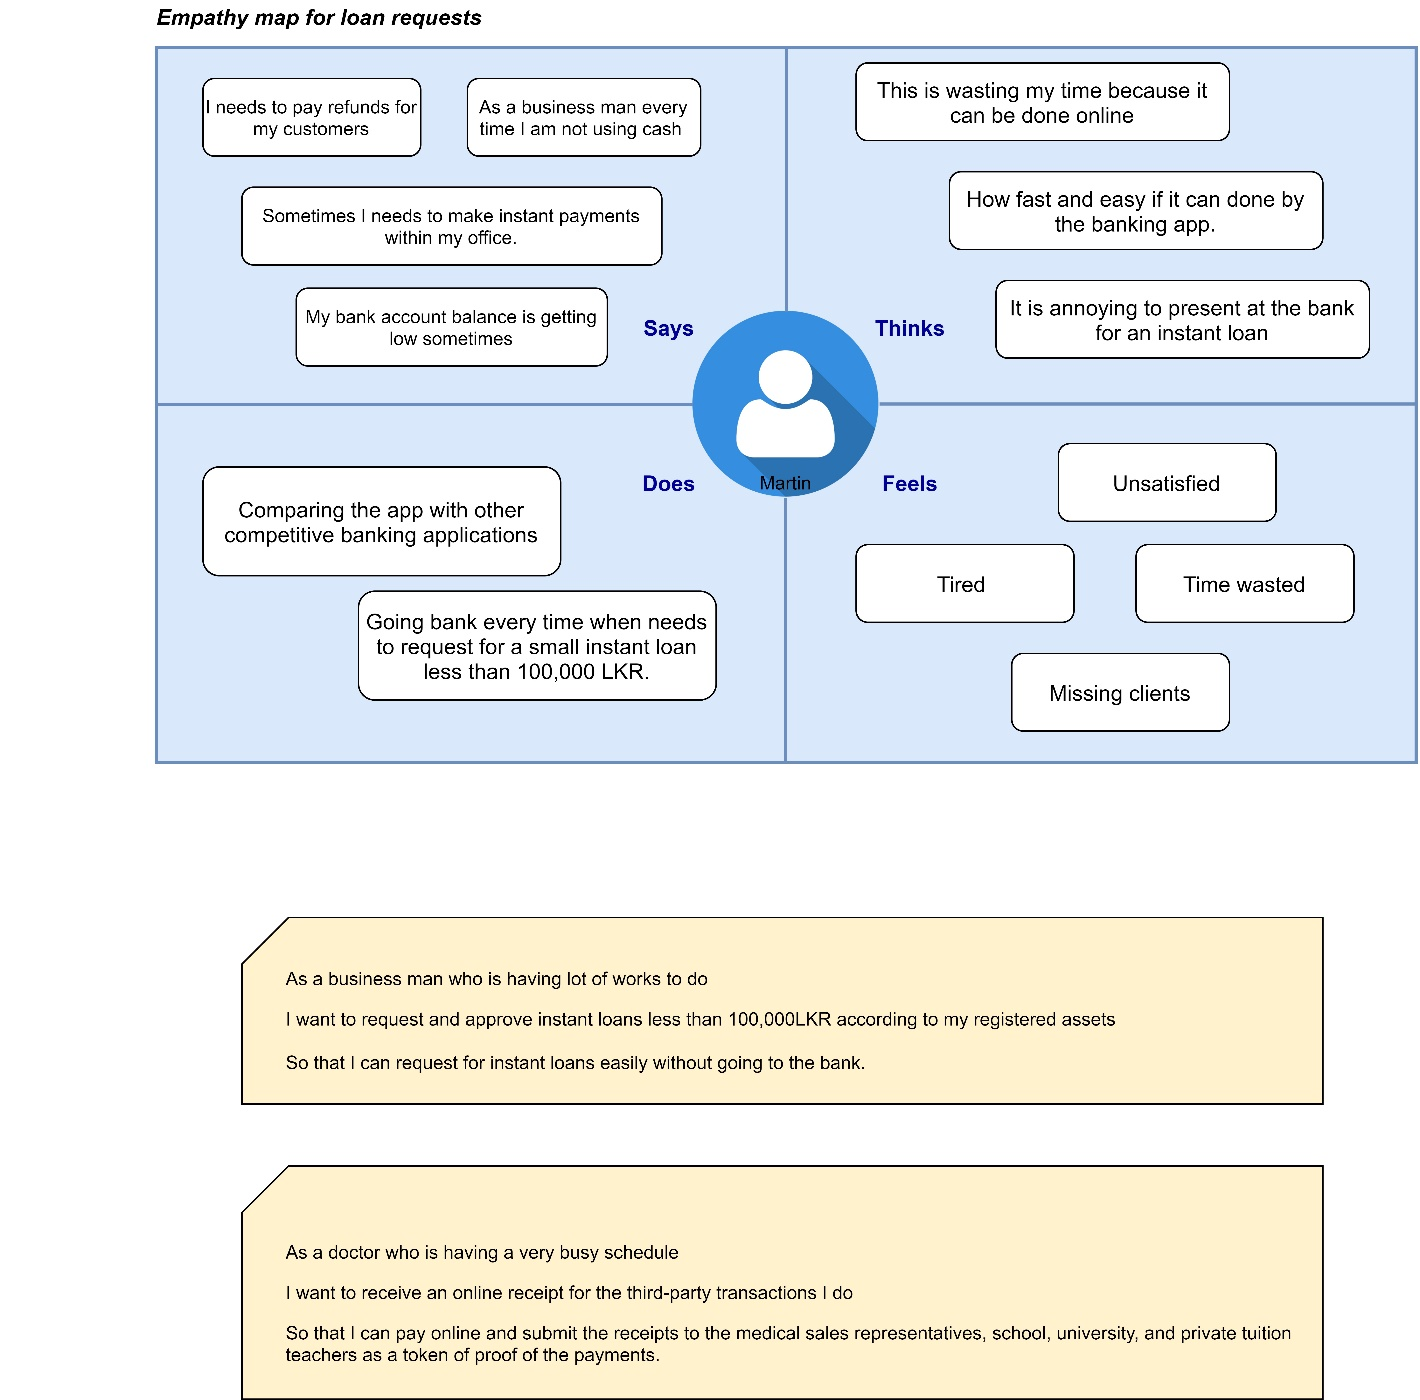 Empathy map for loan requests
I needs to pay refunds for
my customers
As a business man every
time I am not using cash
Sometimes I needs to make instant payments
within my office.
My bank account balance is getting
low sometimes
Says
This is wasting my time because it
can be done online
How fast and easy if it can done by
the banking app.
It is annoying to present at the bank
for an instant loan
Thinks
Does
Comparing the app with other
competitive banking applications
Going bank every time when needs
to request for a small instant loan
less than 100,000 LKR.
Martin
Feels
Unsatisfied
Tired
Time wasted
Missing clients
As a business man who is having lot of works to do
I want to request and approve instant loans less than 100,000LKR according to my registered assets
So that I can request for instant loans easily without going to the bank.
As a doctor who is having a very busy schedule
I want to receive an online receipt for the third-party transactions I do
So that I can pay online and submit the receipts to the medical sales representatives, school, university, and private tuition
teachers as a token of proof of the payments.